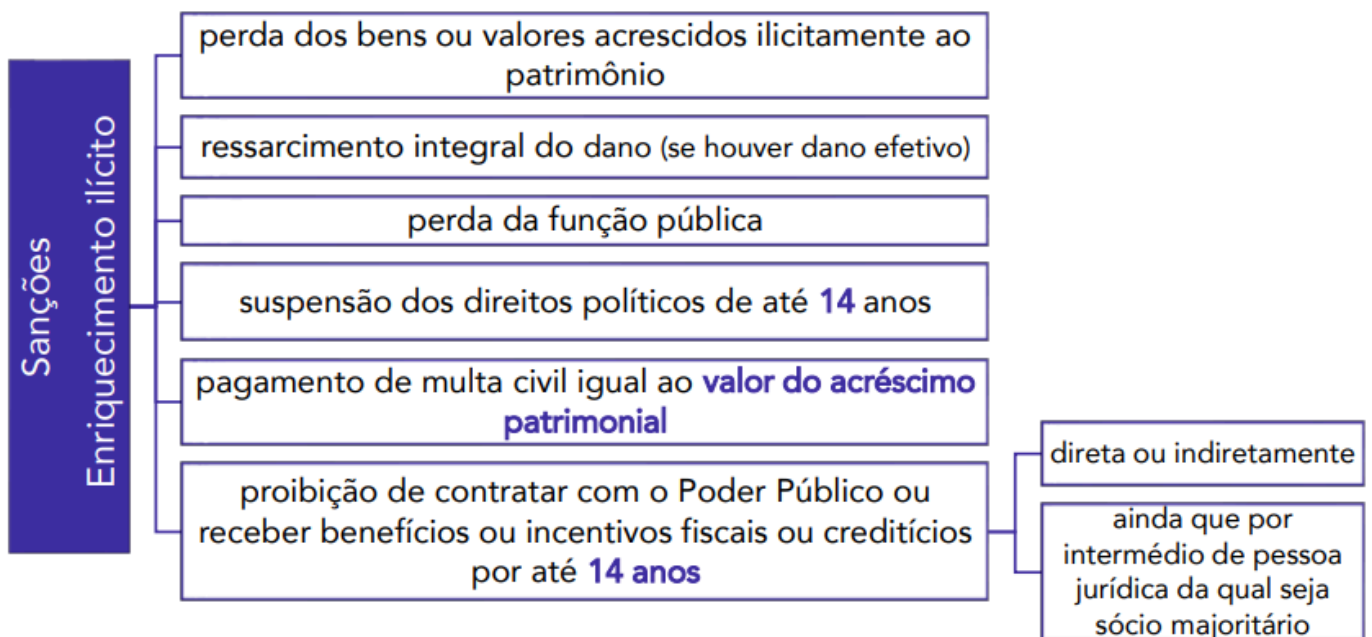 Sanções
Enriquecimento ilícito
perda dos bens ou valores acrescidos ilicitamente ao
patrimônio
ressarcimento integral do dano (se houver dano efetivo)
perda da função pública
suspensão dos direitos políticos de até 14 anos
pagamento de multa civil igual ao valor do acréscimo
patrimonial
proibição de contratar com o Poder Público ou
receber benefícios ou incentivos fiscais ou creditícios
por até 14 anos
direta ou indiretamente
ainda que por
intermédio de pessoa
jurídica da qual seja
sócio majoritário